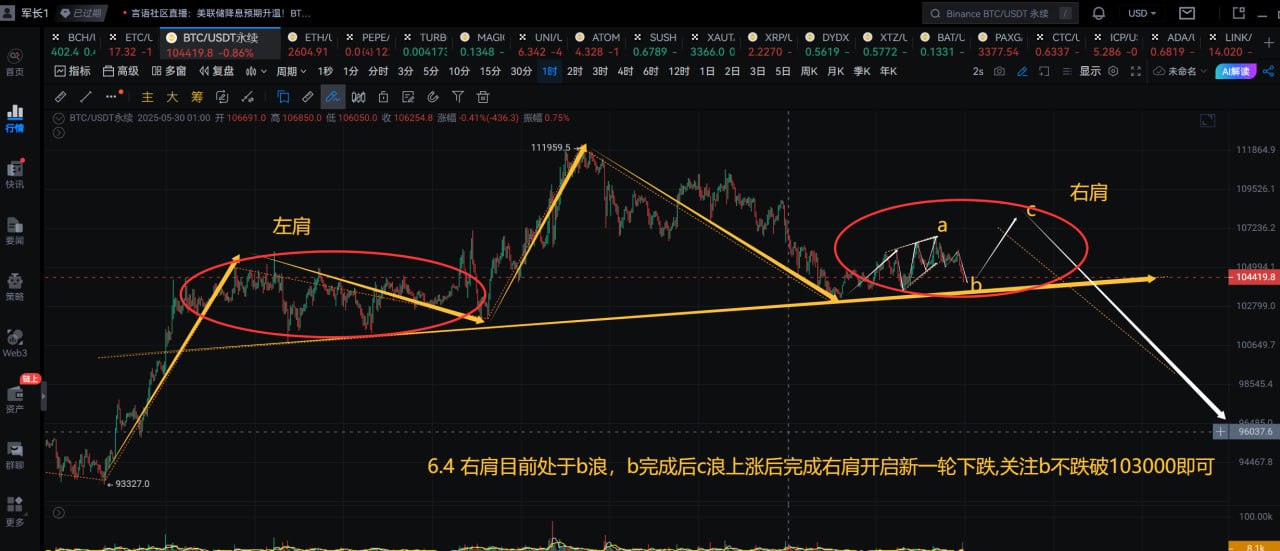 军长1 已过期 言语社区直播：美联储降息预期升温！BT... Binance BTC/USDT 永续 / USD
BCH/U ETC/U BTC/USDT永续 ETH/U PEPE/ TURB MAGI UNI/U ATOM SUSH XAUT. XRP/U DYDX XTZ/U BAT/U PAXG CTC/U ICP/US ADA/U LINK/
402.4 0.4 17.32 -1 104419.8 -0.86% 2604.91 0.0{4}12 0.004173 0.1348 - 6.342 -4 4.328 -1 0.6789 - 3366.0 2.2270 - 0.5619 - 0.5772 - 0.1331 - 3377.54 0.6337 - 5.286 -0 0.6819 - 14.020 -
指标 高级 多窗 复盘 周期 1秒 1分 分时 3分 5分 10分 15分 30分 1时 2时 3时 4时 6时 12时 1日 2日 3日 5日 周K 月K 季K 年K 2s 显示 未命名 AI解读
主 大 筹
BTC/USDT永续 2025-05-30 01:00 开 106691.0 高 106850.0 低 106050.0 收 106254.8 涨幅 -0.41%(-436.3) 振幅 0.75%
首页
行情
快讯
要闻
策略
Web3
链上
资产
群聊
更多
111959.5
左肩
右肩
a
c
b
93327.0
6.4 右肩目前处于b浪，b完成后c浪上涨后完成右肩开启新一轮下跌,关注b不跌破103000即可
111864.9
109526.1
107236.2
104994.1
104419.8
102799.0
100649.7
98545.4
96485.0
96037.6
94467.8
100.00k
8.1k